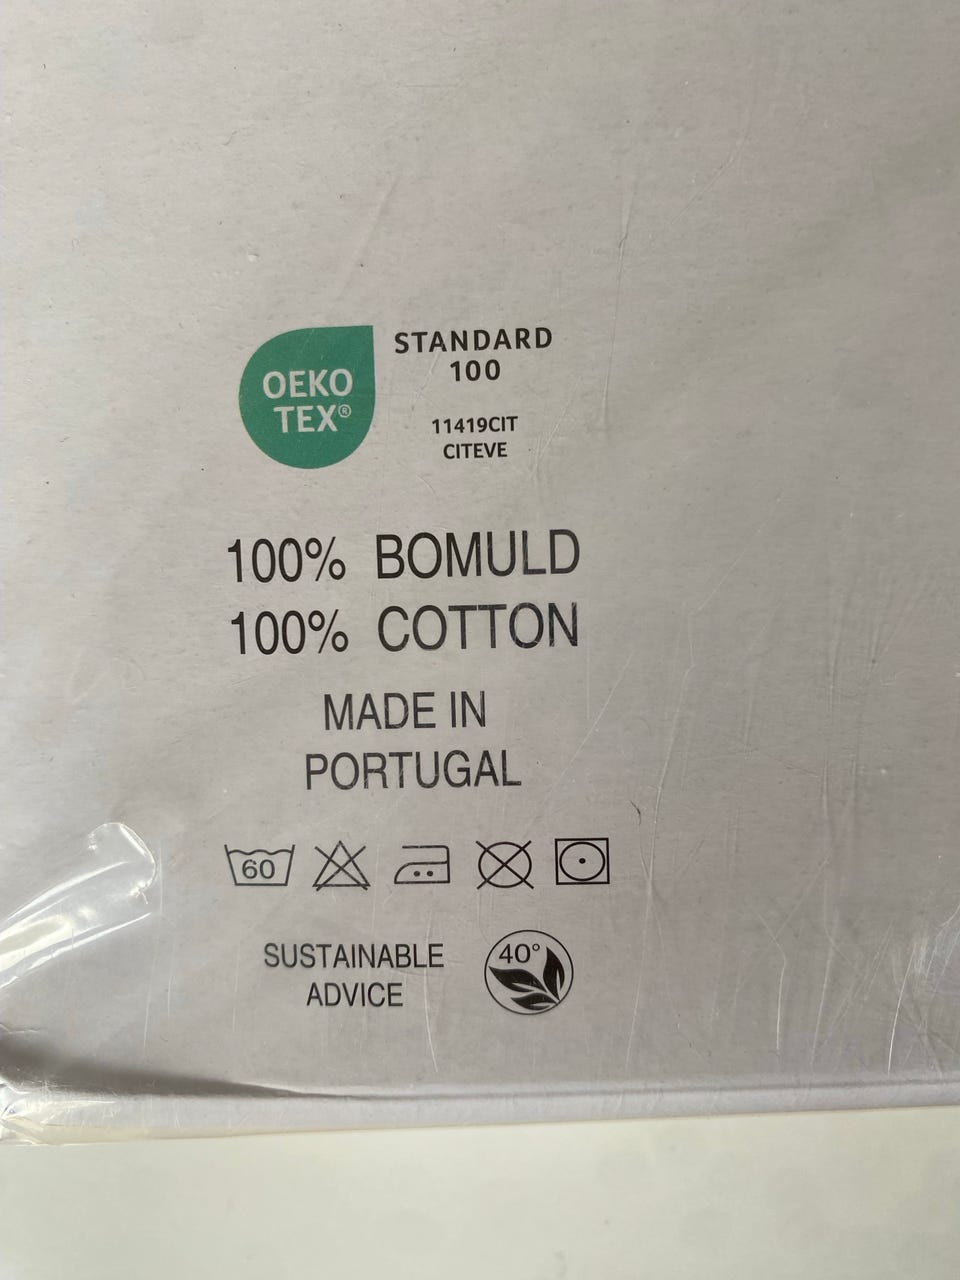 OEKO
TEX®
STANDARD
100
11419CIT
CITEVE
100% BOMULD
100% COTTON
MADE IN
PORTUGAL
60
SUSTAINABLE
ADVICE
40°